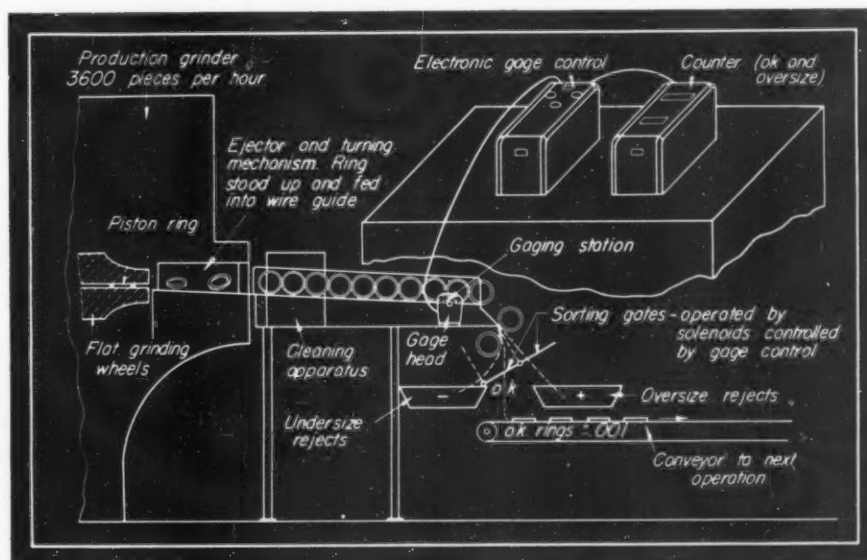 Production grinder
3600 pieces per hour
Electronic gage control
Counter (ok and
oversize)
Ejector and turning
mechanism. Ring
stood up and fed
into wire guide
Piston ring
Gaging station
Sorting gates-operated by
solenoids controlled
by gage control
Flat grinding
wheels
Cleaning
apparatus
Gage
head
o.k
-
+
Undersize
rejects
Oversize rejects
o.k rings .001
Conveyor to next
operation